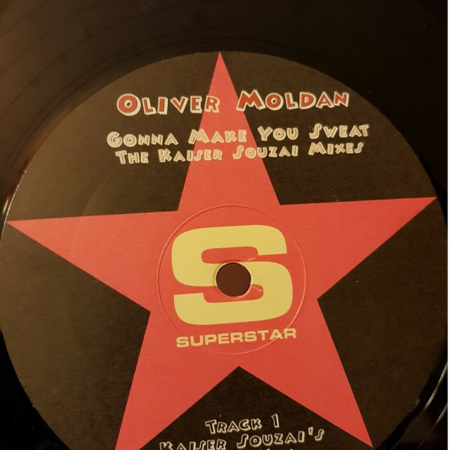 OLIVER MOLDAN
GONNA MAKE YOU SWEAT
THE KAISER SOUZAI MIXES
S
SUPERSTAR
TRACK 1
KAISER SOUZAI'S